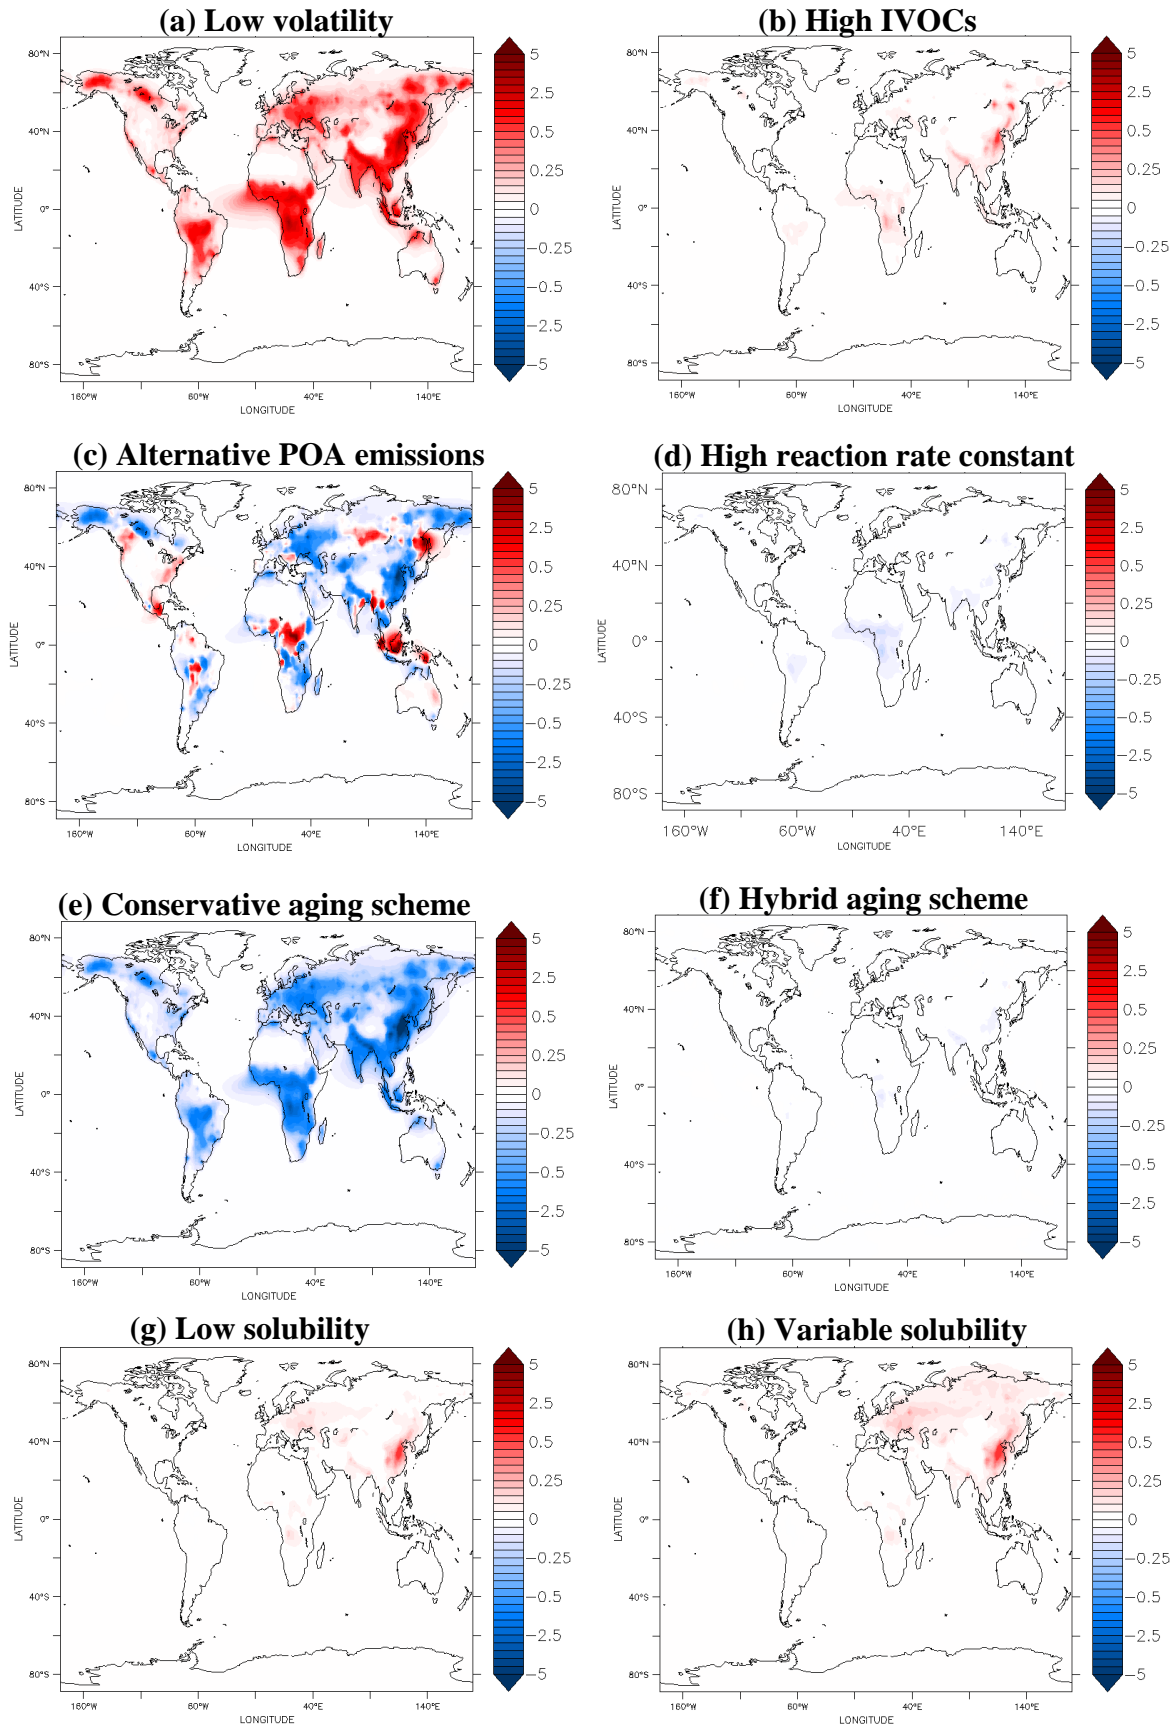 (a) Low volatility
80°N
40°N
0°
40°S
80°S
LATITUDE
160°W
60°W
40°E
140°E
LONGITUDE
5
2.5
0.5
0.25
0
-0.25
-0.5
-2.5
-5
(b) High IVOCs
80°N
40°N
0°
40°S
80°S
LATITUDE
160°W
60°W
40°E
140°E
LONGITUDE
5
2.5
0.5
0.25
0
-0.25
-0.5
-2.5
-5
(c) Alternative POA emissions
80°N
40°N
0°
40°S
80°S
LATITUDE
160°W
60°W
40°E
140°E
LONGITUDE
5
2.5
0.5
0.25
0
-0.25
-0.5
-2.5
-5
(d) High reaction rate constant
80°N
40°N
0°
40°S
80°S
LATITUDE
160°W
60°W
40°E
140°E
LONGITUDE
5
2.5
0.5
0.25
0
-0.25
-0.5
-2.5
-5
(e) Conservative aging scheme
80°N
40°N
0°
40°S
80°S
LATITUDE
160°W
60°W
40°E
140°E
LONGITUDE
5
2.5
0.5
0.25
0
-0.25
-0.5
-2.5
-5
(f) Hybrid aging scheme
80°N
40°N
0°
40°S
80°S
LATITUDE
160°W
60°W
40°E
140°E
LONGITUDE
5
2.5
0.5
0.25
0
-0.25
-0.5
-2.5
-5
(g) Low solubility
80°N
40°N
0°
40°S
80°S
LATITUDE
160°W
60°W
40°E
140°E
LONGITUDE
5
2.5
0.5
0.25
0
-0.25
-0.5
-2.5
-5
(h) Variable solubility
80°N
40°N
0°
40°S
80°S
LATITUDE
160°W
60°W
40°E
140°E
LONGITUDE
5
2.5
0.5
0.25
0
-0.25
-0.5
-2.5
-5